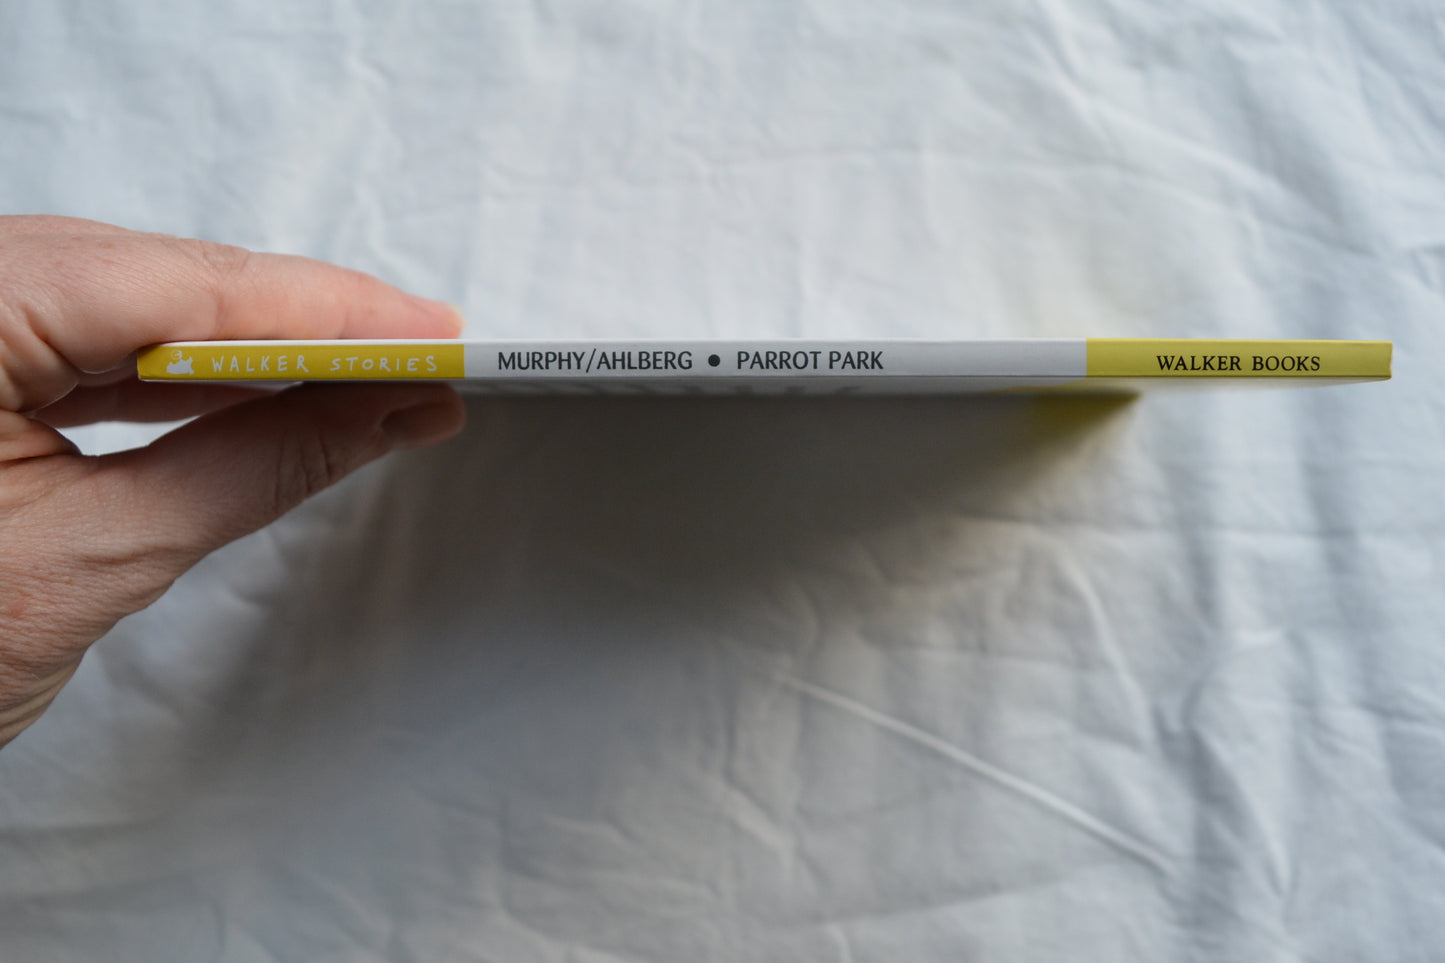 WALKER STORIES MURPHY/AHLBERG • PARROT PARK WALKER BOOKS